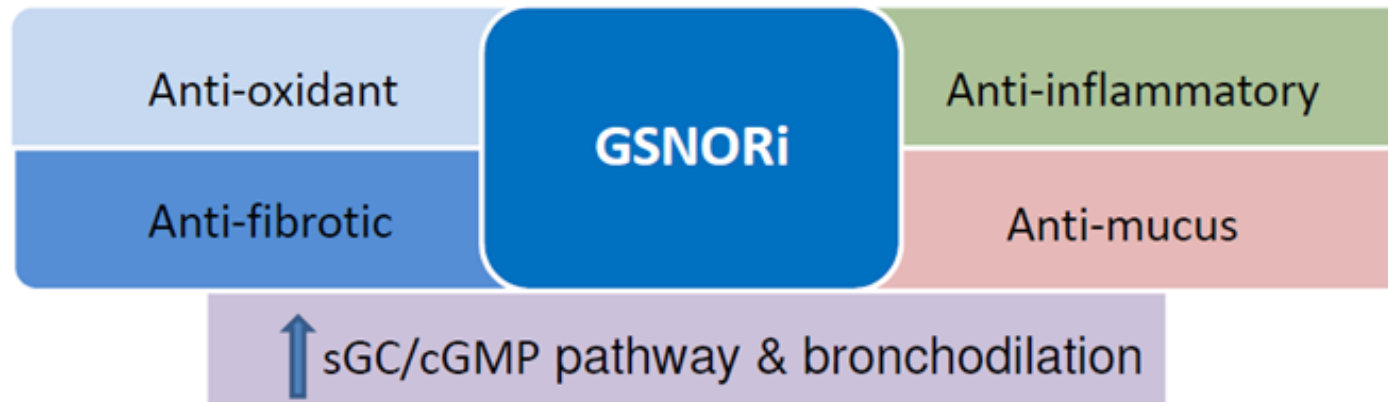 Anti-oxidant
Anti-inflammatory
GSNORi
Anti-fibrotic
Anti-mucus
sGC/cGMP pathway & bronchodilation